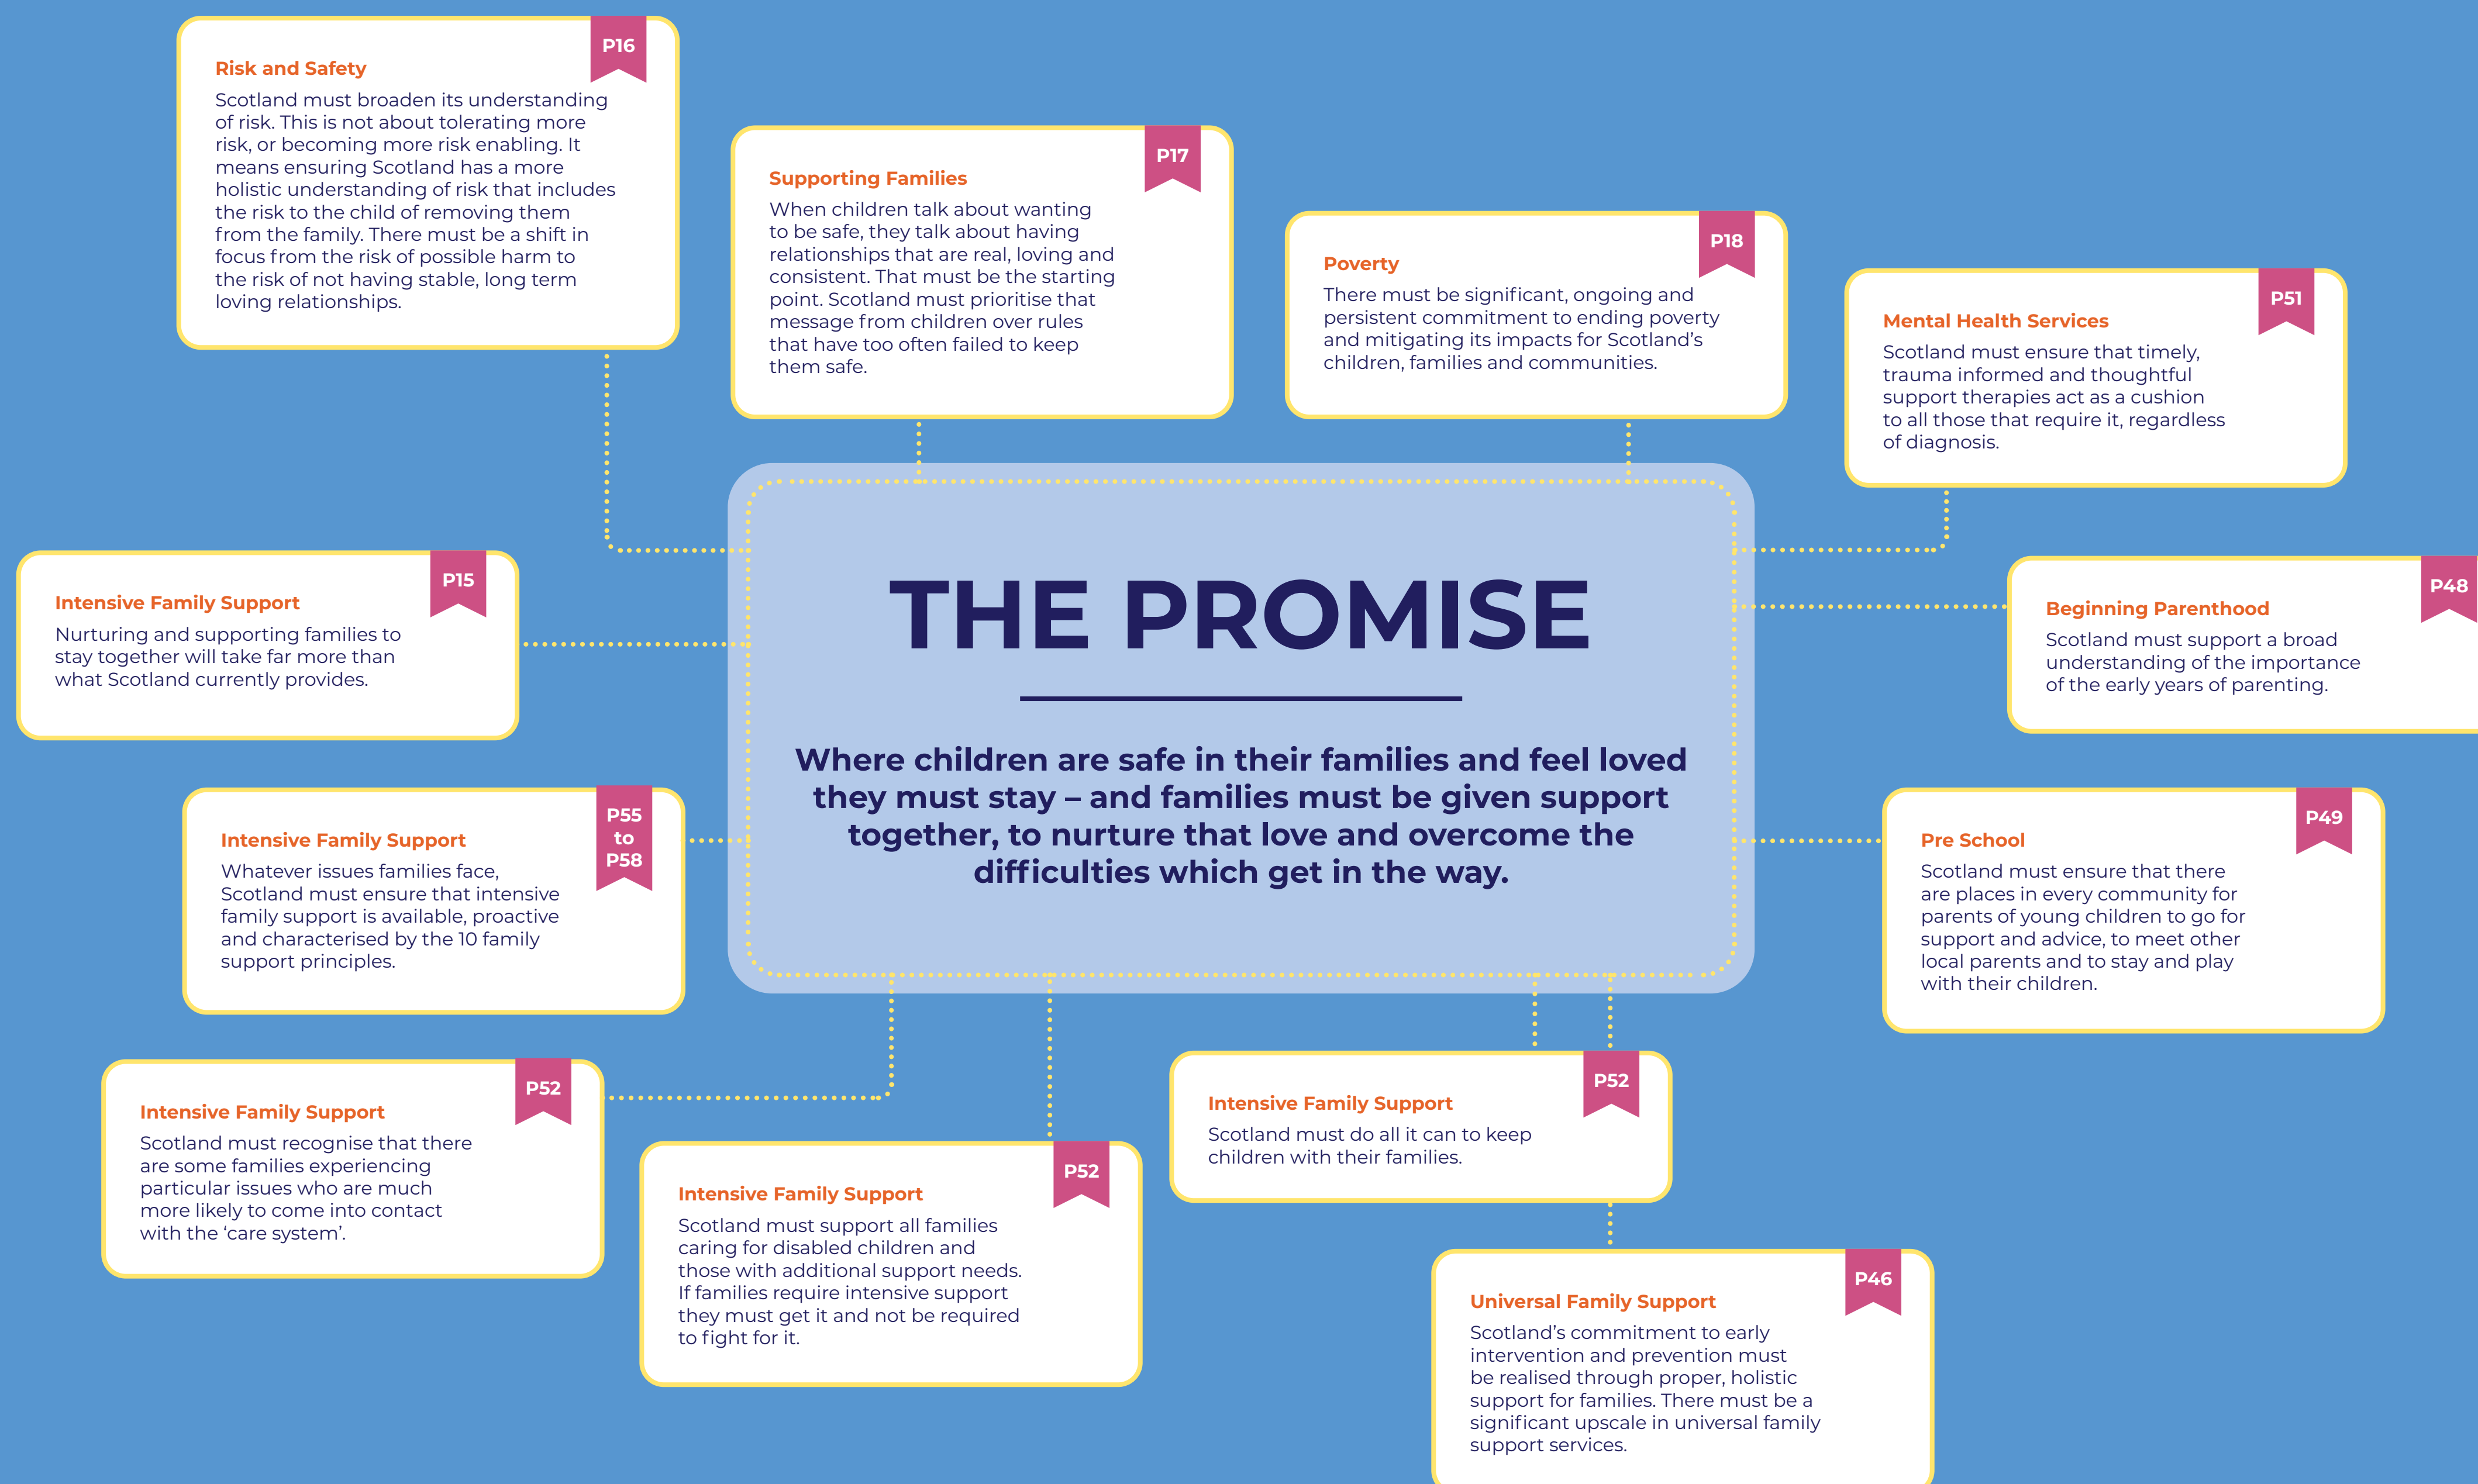 P16
Risk and Safety
Scotland must broaden its understanding
of risk. This is not about tolerating more
risk, or becoming more risk enabling. It
means ensuring Scotland has a more
holistic understanding of risk that includes
the risk to the child of removing them
from the family. There must be a shift in
focus from the risk of possible harm to
the risk of not having stable, long term
loving relationships.
P17
Supporting Families
When children talk about wanting
to be safe, they talk about having
relationships that are real, loving and
consistent. That must be the starting
point. Scotland must prioritise that
message from children over rules
that have too often failed to keep
them safe.
P18
Poverty
There must be significant, ongoing and
persistent commitment to ending poverty
and mitigating its impacts for Scotland’s
children, families and communities.
P51
Mental Health Services
Scotland must ensure that timely,
trauma informed and thoughtful
support therapies act as a cushion
to all those that require it, regardless
of diagnosis.
P15
Intensive Family Support
Nurturing and supporting families to
stay together will take far more than
what Scotland currently provides.
THE PROMISE
Where children are safe in their families and feel loved
they must stay – and families must be given support
together, to nurture that love and overcome the
difficulties which get in the way.
P48
Beginning Parenthood
Scotland must support a broad
understanding of the importance
of the early years of parenting.
P55
to
P58
Intensive Family Support
Whatever issues families face,
Scotland must ensure that intensive
family support is available, proactive
and characterised by the 10 family
support principles.
P49
Pre School
Scotland must ensure that there
are places in every community for
parents of young children to go for
support and advice, to meet other
local parents and to stay and play
with their children.
P52
Intensive Family Support
Scotland must recognise that there
are some families experiencing
particular issues who are much
more likely to come into contact
with the ‘care system’.
P52
Intensive Family Support
Scotland must support all families
caring for disabled children and
those with additional support needs.
If families require intensive support
they must get it and not be required
to fight for it.
P52
Intensive Family Support
Scotland must do all it can to keep
children with their families.
P46
Universal Family Support
Scotland’s commitment to early
intervention and prevention must
be realised through proper, holistic
support for families. There must be a
significant upscale in universal family
support services.